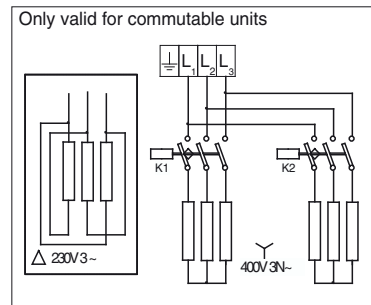 Only valid for commutable units
L1 L2 L3
K1 K2
△ 230V 3~
400V 3N~